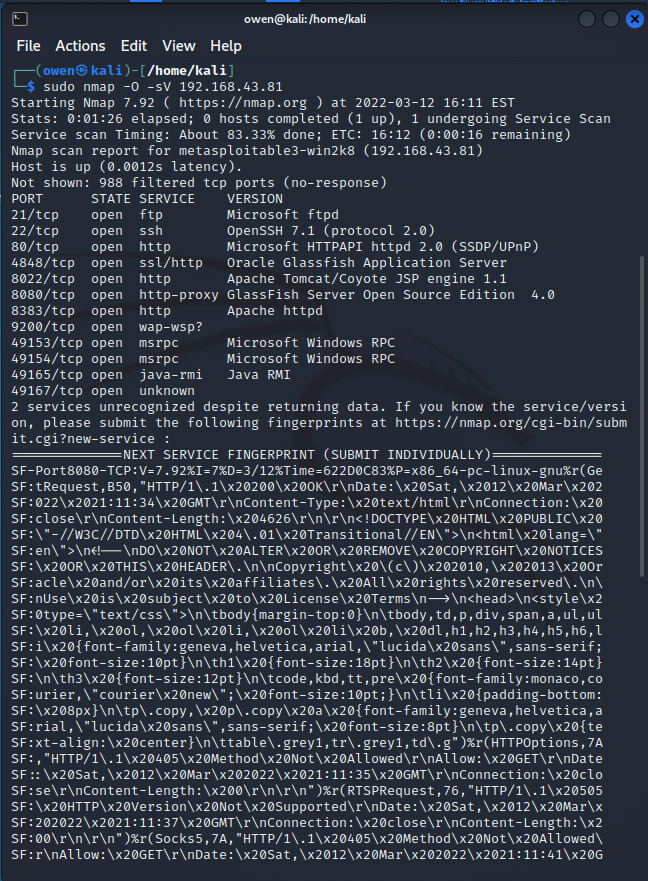 owen@kali: /home/kali
File Actions Edit View Help
┌──(owen㉿kali)-[/home/kali]
└─$ sudo nmap -O -sV 192.168.43.81
Starting Nmap 7.92 ( https://nmap.org ) at 2022-03-12 16:11 EST
Stats: 0:01:26 elapsed; 0 hosts completed (1 up), 1 undergoing Service Scan
Service scan Timing: About 83.33% done; ETC: 16:12 (0:00:16 remaining)
Nmap scan report for metasploitable3-win2k8 (192.168.43.81)
Host is up (0.0012s latency).
Not shown: 988 filtered tcp ports (no-response)
PORT      STATE SERVICE    VERSION
21/tcp    open  ftp        Microsoft ftpd
22/tcp    open  ssh        OpenSSH 7.1 (protocol 2.0)
80/tcp    open  http       Microsoft HTTPAPI httpd 2.0 (SSDP/UPnP)
4848/tcp  open  ssl/http   Oracle Glassfish Application Server
8022/tcp  open  http       Apache Tomcat/Coyote JSP engine 1.1
8080/tcp  open  http-proxy GlassFish Server Open Source Edition  4.0
8383/tcp  open  http       Apache httpd
9200/tcp  open  wap-wsp?
49153/tcp open  msrpc      Microsoft Windows RPC
49154/tcp open  msrpc      Microsoft Windows RPC
49165/tcp open  java-rmi   Java RMI
49167/tcp open  unknown
2 services unrecognized despite returning data. If you know the service/versi
on, please submit the following fingerprints at https://nmap.org/cgi-bin/subm
it.cgi?new-service :
==============NEXT SERVICE FINGERPRINT (SUBMIT INDIVIDUALLY)==============
SF-Port8080-TCP:V=7.92%I=7%D=3/12%Time=622D0C83%P=x86_64-pc-linux-gnu%r(Ge
SF:tRequest,B50,"HTTP/1\.1\x20200\x20OK\r\nDate:\x20Sat,\x2012\x20Mar\x202
SF:022\x2021:11:34\x20GMT\r\nContent-Type:\x20text/html\r\nConnection:\x20
SF:close\r\nContent-Length:\x204626\r\n\r\n<!DOCTYPE\x20HTML\x20PUBLIC\x20
SF:\"-//W3C//DTD\x20HTML\x204\.01\x20Transitional//EN\">\n<html\x20lang=\"
SF:en\">\n<!--\nDO\x20NOT\x20ALTER\x20OR\x20REMOVE\x20COPYRIGHT\x20NOTICES
SF:\x20OR\x20THIS\x20HEADER\.\n\nCopyright\x20\(c\)\x202010,\x202013\x20Or
SF:acle\x20and/or\x20its\x20affiliates\.\x20All\x20rights\x20reserved\.\n\
SF:nUse\x20is\x20subject\x20to\x20License\x20Terms\n-->\n<head>\n<style\x2
SF:0type=\"text/css\">\n\tbody{margin-top:0}\n\tbody,td,p,div,span,a,ul,ul
SF:\x20li,\x20ol,\x20ol\x20li,\x20ol\x20li\x20b,\x20dl,h1,h2,h3,h4,h5,h6,l
SF:i\x20{font-family:geneva,helvetica,arial,\"lucida\x20sans\",sans-serif;
SF:\x20font-size:10pt}\n\th1\x20{font-size:18pt}\n\th2\x20{font-size:14pt}
SF:\n\th3\x20{font-size:12pt}\n\tcode,kbd,tt,pre\x20{font-family:monaco,co
SF:urier,\"courier\x20new\";\x20font-size:10pt;}\n\tli\x20{padding-bottom:
SF:\x208px}\n\tp\.copy,\x20p\.copy\x20a\x20{font-family:geneva,helvetica,a
SF:rial,\"lucida\x20sans\",sans-serif;\x20font-size:8pt}\n\tp\.copy\x20{te
SF:xt-align:\x20center}\n\ttable\.grey1,tr\.grey1,td\.g")%r(HTTPOptions,7A
SF:,"HTTP/1\.1\x20405\x20Method\x20Not\x20Allowed\r\nAllow:\x20GET\r\nDate
SF::\x20Sat,\x2012\x20Mar\x202022\x2021:11:35\x20GMT\r\nConnection:\x20clo
SF:se\r\nContent-Length:\x200\r\n\r\n")%r(RTSPRequest,76,"HTTP/1\.1\x20505
SF:\x20HTTP\x20Version\x20Not\x20Supported\r\nDate:\x20Sat,\x2012\x20Mar\x
SF:202022\x2021:11:37\x20GMT\r\nConnection:\x20close\r\nContent-Length:\x2
SF:00\r\n\r\n")%r(Socks5,7A,"HTTP/1\.1\x20405\x20Method\x20Not\x20Allowed\
SF:r\nAllow:\x20GET\r\nDate:\x20Sat,\x2012\x20Mar\x202022\x2021:11:41\x20G